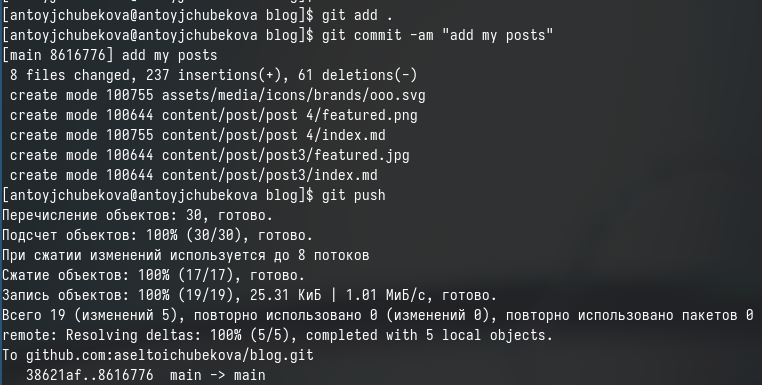 [antoyjchubekova@antoyjchubekova blog]$ git add .
[antoyjchubekova@antoyjchubekova blog]$ git commit -am "add my posts"
[main 8616776] add my posts
 8 files changed, 237 insertions(+), 61 deletions(-)
 create mode 100755 assets/media/icons/brands/ooo.svg
 create mode 100644 content/post/post 4/featured.png
 create mode 100755 content/post/post 4/index.md
 create mode 100644 content/post/post3/featured.jpg
 create mode 100644 content/post/post3/index.md
[antoyjchubekova@antoyjchubekova blog]$ git push
Перечисление объектов: 30, готово.
Подсчет объектов: 100% (30/30), готово.
При сжатии изменений используется до 8 потоков
Сжатие объектов: 100% (17/17), готово.
Запись объектов: 100% (19/19), 25.31 КиБ | 1.01 МиБ/с, готово.
Всего 19 (изменений 5), повторно использовано 0 (изменений 0), повторно использовано пакетов 0
remote: Resolving deltas: 100% (5/5), completed with 5 local objects.
To github.com:aseltoichubekova/blog.git
   38621af..8616776  main -> main